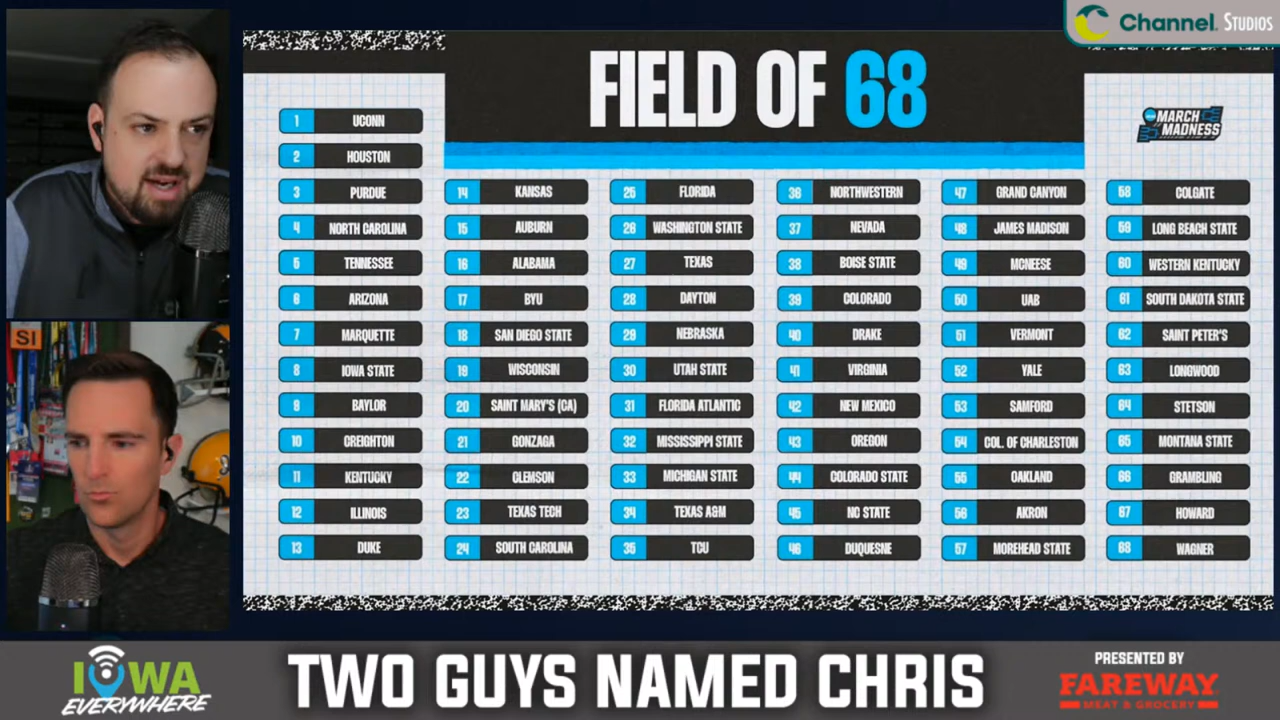 Channel. STUDIOS
FIELD OF 68
MARCH
MADNESS
1 UCONN
2 HOUSTON
3 PURDUE
4 NORTH CAROLINA
5 TENNESSEE
6 ARIZONA
7 MARQUETTE
8 IOWA STATE
9 BAYLOR
10 CREIGHTON
11 KENTUCKY
12 ILLINOIS
13 DUKE
14 KANSAS
15 AUBURN
16 ALABAMA
17 BYU
18 SAN DIEGO STATE
19 WISCONSIN
20 SAINT MARY'S (CA)
21 GONZAGA
22 CLEMSON
23 TEXAS TECH
24 SOUTH CAROLINA
25 FLORIDA
26 WASHINGTON STATE
27 TEXAS
28 DAYTON
29 NEBRASKA
30 UTAH STATE
31 FLORIDA ATLANTIC
32 MISSISSIPPI STATE
33 MICHIGAN STATE
34 TEXAS A&M
35 TCU
36 NORTHWESTERN
37 NEVADA
38 BOISE STATE
39 COLORADO
40 DRAKE
41 VIRGINIA
42 NEW MEXICO
43 OREGON
44 COLORADO STATE
45 NC STATE
46 DUQUESNE
47 GRAND CANYON
48 JAMES MADISON
49 MCNEESE
50 UAB
51 VERMONT
52 YALE
53 SAMFORD
54 COL. OF CHARLESTON
55 OAKLAND
56 AKRON
57 MOREHEAD STATE
58 COLGATE
59 LONG BEACH STATE
60 WESTERN KENTUCKY
61 SOUTH DAKOTA STATE
62 SAINT PETER'S
63 LONGWOOD
64 STETSON
65 MONTANA STATE
66 GRAMBLING
67 HOWARD
68 WAGNER
SI
IOWA
EVERYWHERE
TWO GUYS NAMED CHRIS
PRESENTED BY
FAREWAY
MEAT & GROCERY